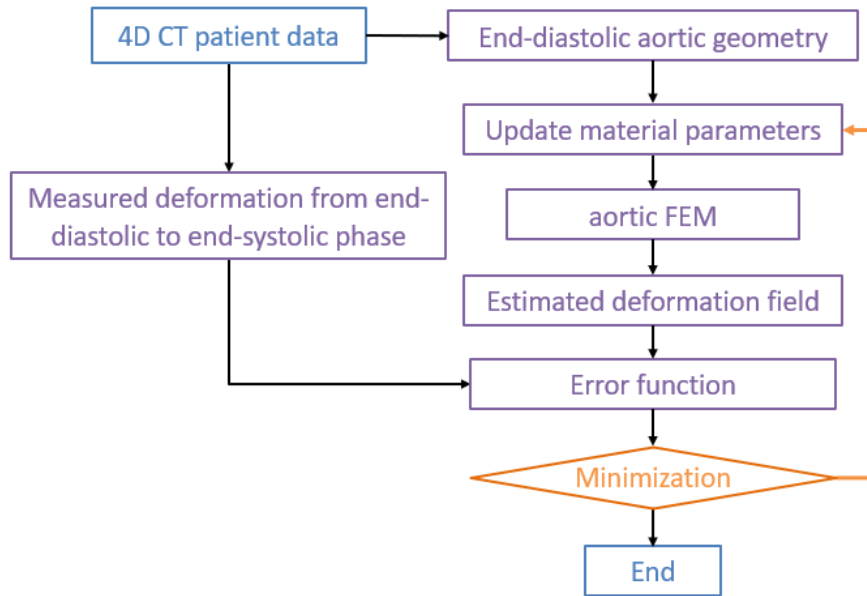 4D CT patient data
End-diastolic aortic geometry
Update material parameters
Measured deformation from end-
diastolic to end-systolic phase
aortic FEM
Estimated deformation field
Error function
Minimization
End